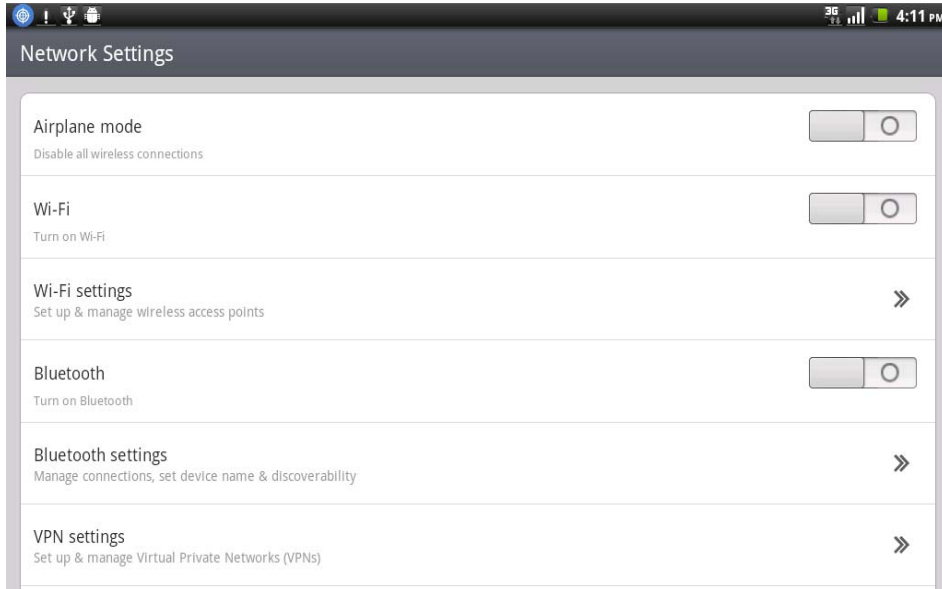 3G 4:11 PM
Network Settings
Airplane mode
Disable all wireless connections
Wi-Fi
Turn on Wi-Fi
Wi-Fi settings
Set up & manage wireless access points
Bluetooth
Turn on Bluetooth
Bluetooth settings
Manage connections, set device name & discoverability
VPN settings
Set up & manage Virtual Private Networks (VPNs)